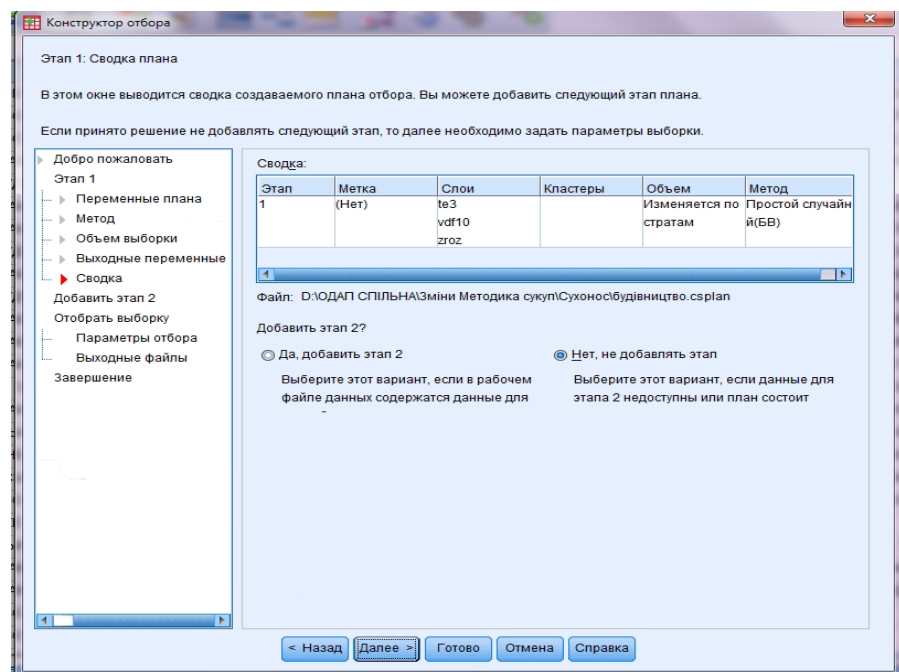 Конструктор отбора
Этап 1: Сводка плана
В этом окне выводится сводка создаваемого плана отбора. Вы можете добавить следующий этап плана.
Если принято решение не добавлять следующий этап, то далее необходимо задать параметры выборки.
Добро пожаловать
Этап 1
Переменные плана
Метод
Объем выборки
Выходные переменные
Сводка
Добавить этап 2
Отобрать выборку
Параметры отбора
Выходные файлы
Завершение
Сводка:
Этап Метка Слои Кластеры Объем Метод
1 (Нет) te3 Изменяется по Простой случайн
vdf10 стратам й(БВ)
zroz
Файл: D:\ОДАП СПІЛЬНА\Зміни Методика сукуп\Сухонос\будівництво.csplan
Добавить этап 2?
Да, добавить этап 2 Нет, не добавлять этап
Выберите этот вариант, если в рабочем Выберите этот вариант, если данные для
файле данных содержатся данные для этапа 2 недоступны или план состоит
< Назад Далее > Готово Отмена Справка